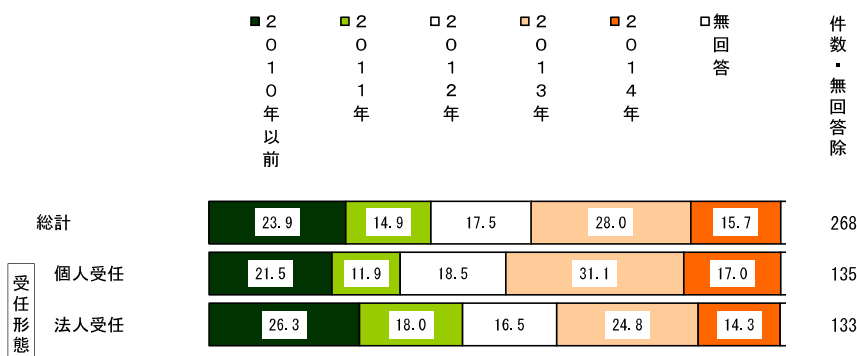 2010年以前
2011年
2012年
2013年
2014年
無回答
件数・無回答除
総計
23.9
14.9
17.5
28.0
15.7
268
受任形態
個人受任
21.5
11.9
18.5
31.1
17.0
135
法人受任
26.3
18.0
16.5
24.8
14.3
133